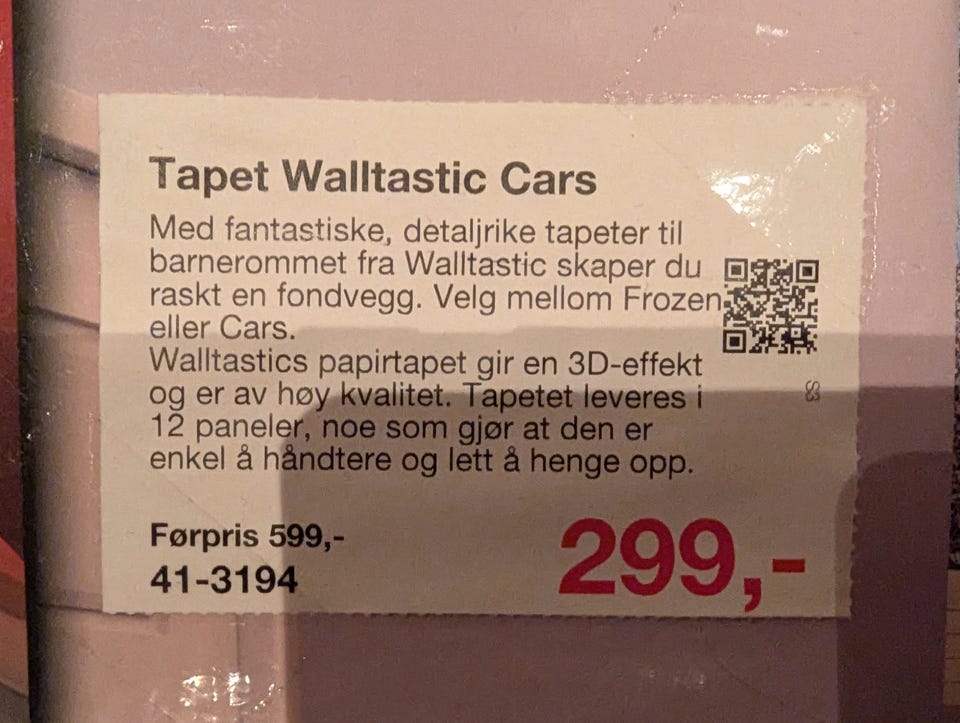 Tapet Walltastic Cars
Med fantastiske, detaljrike tapeter til
barnerommet fra Walltastic skaper du
raskt en fondvegg. Velg mellom Frozen
eller Cars.
Walltastics papirtapet gir en 3D-effekt
og er av høy kvalitet. Tapetet leveres i
12 paneler, noe som gjør at den er
enkel å håndtere og lett å henge opp.
S3
Førpris 599,-
41-3194
299,-